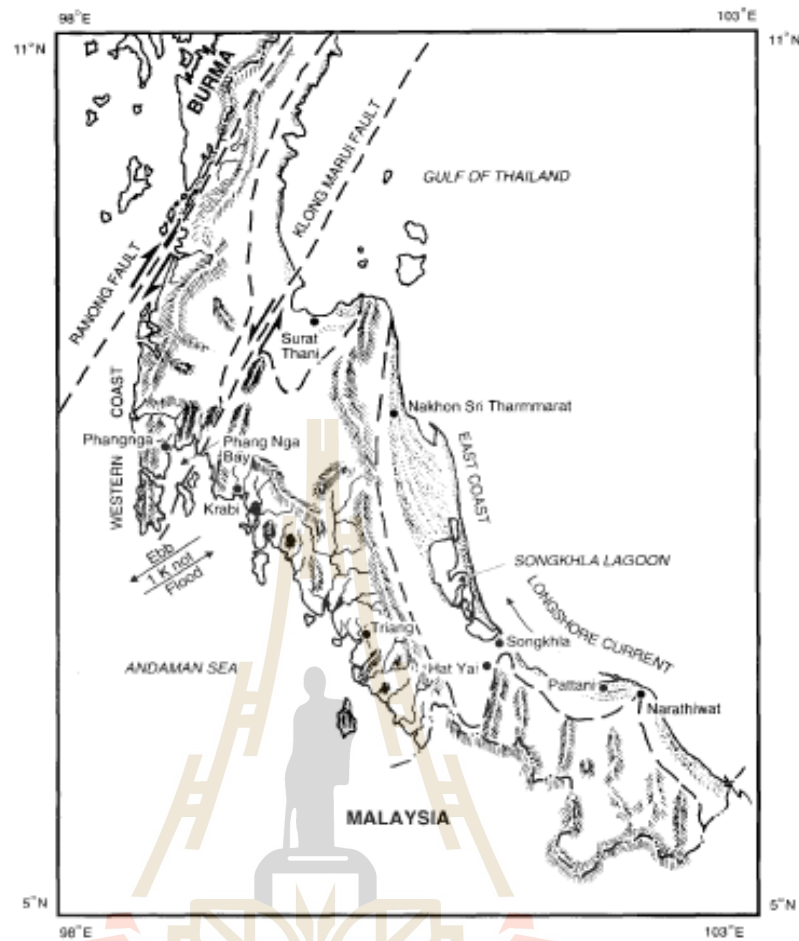 98°E
103°E
11°N
11°N
BURMA
KLONG MARUI FAULT
GULF OF THAILAND
RANONG FAULT
Surat
Thani
WESTERN COAST
Nakhon Sri Tharmmarat
Phangnga
Phang Nga
Bay
EAST COAST
Krabi
Ebb
1 K not
Flood
SONGKHLA LAGOON
LONGSHORE CURRENT
Triang
Songkhla
ANDAMAN SEA
Hat Yai
Pattani
Narathiwat
MALAYSIA
5°N
5°N
98°E
103°E